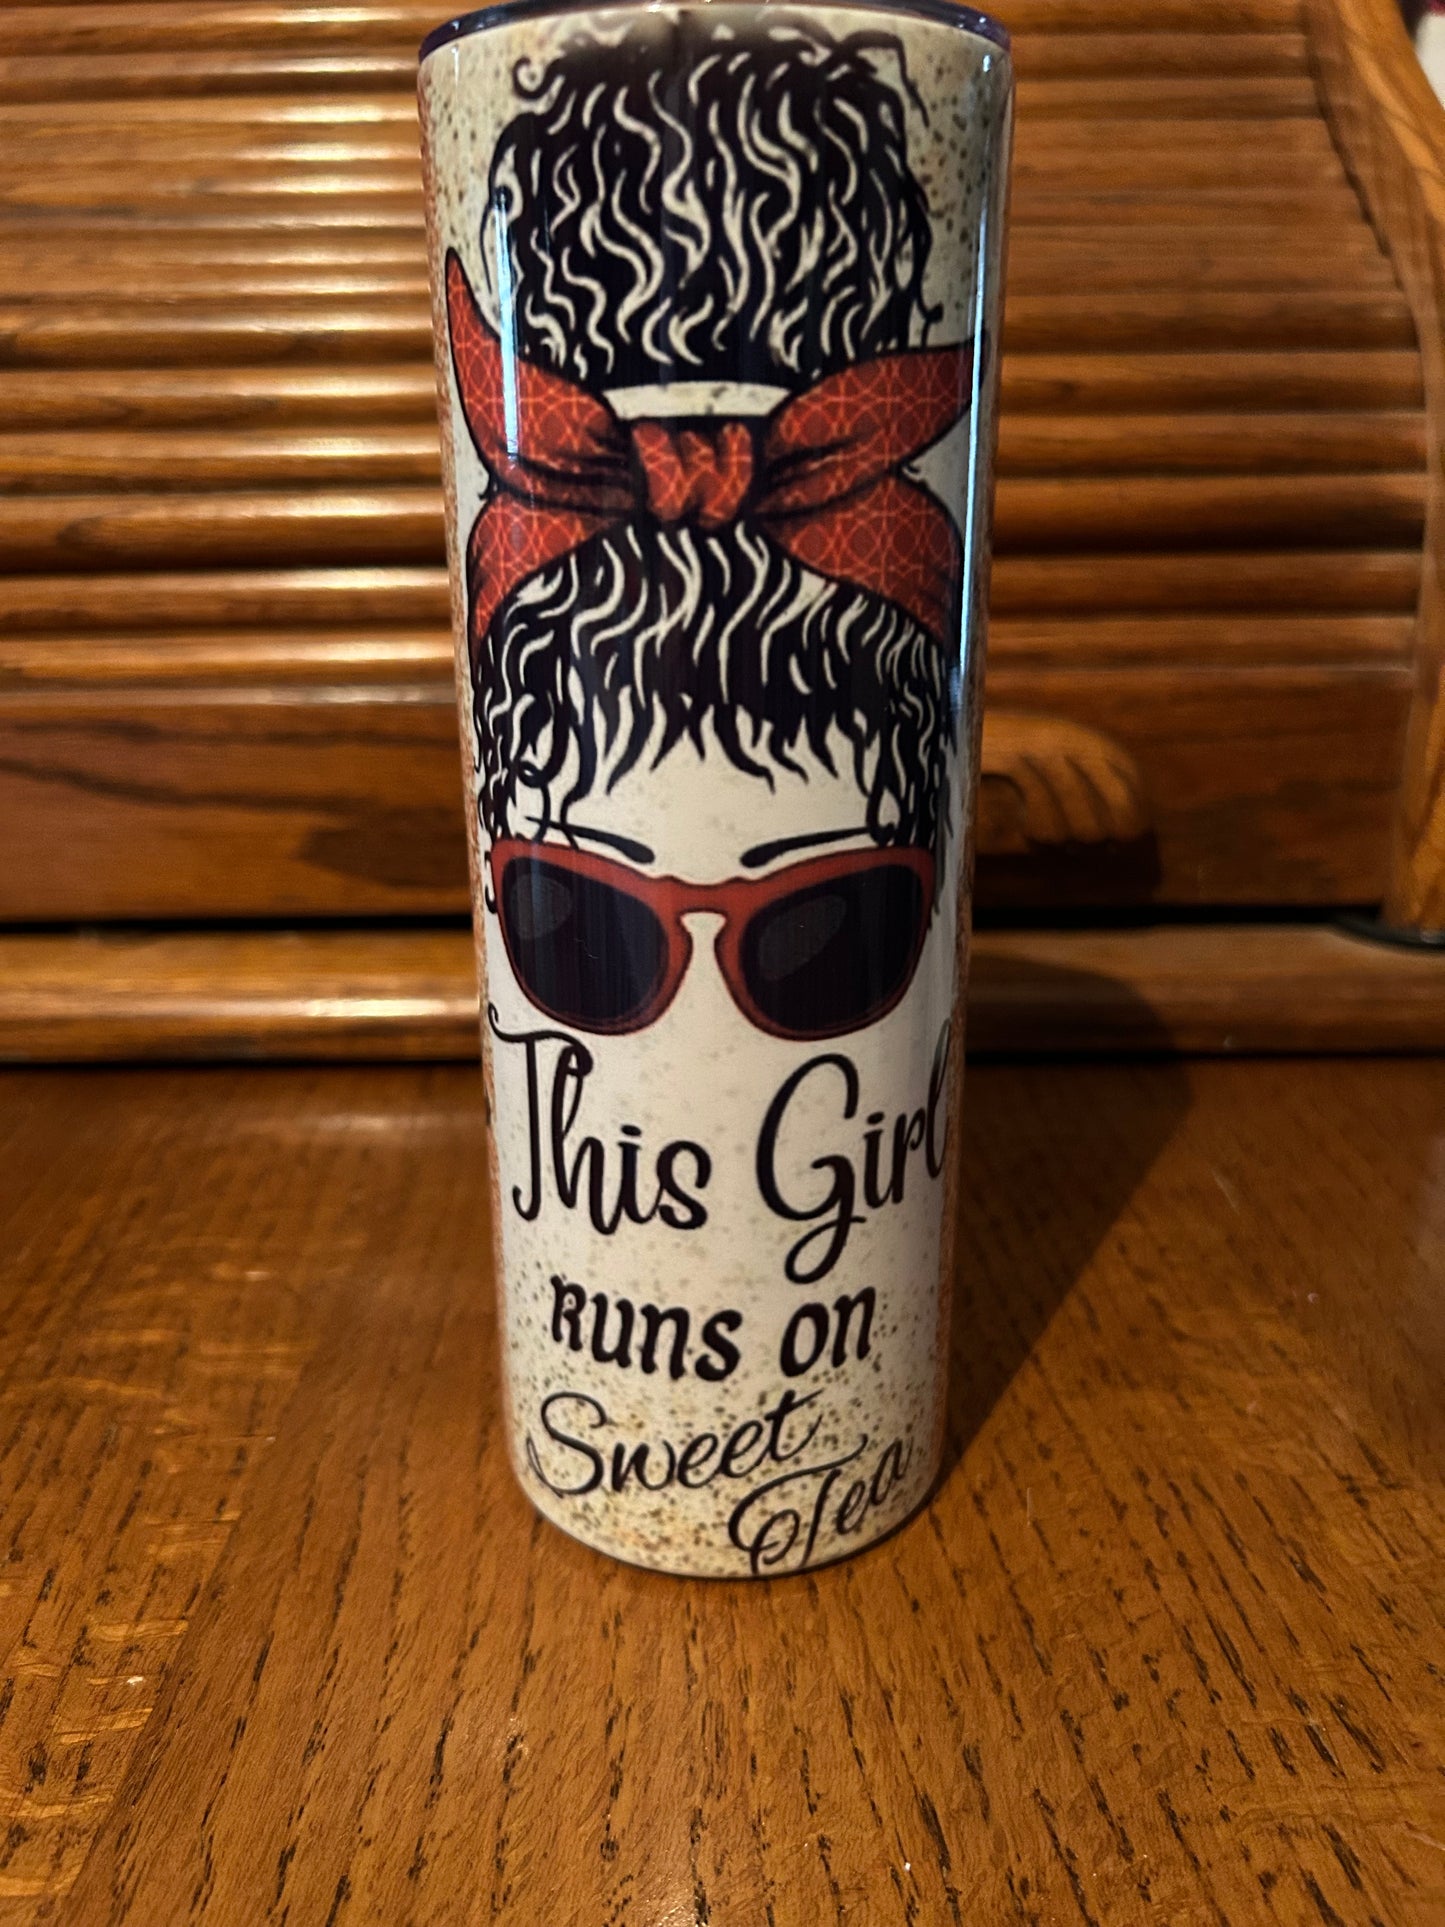 This Girl
Runs on
Sweet
Tea